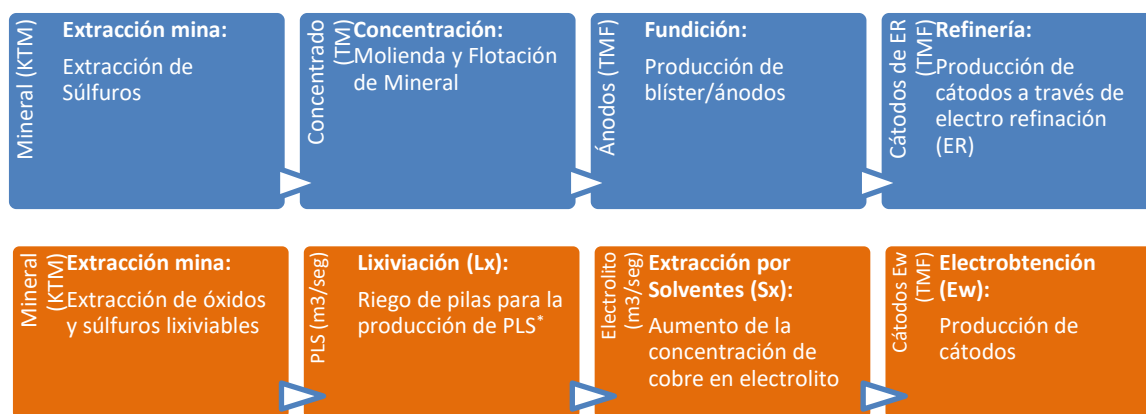 Mineral (KTM)
Extracción mina:
Extracción de
Súlfuros
Concentrado
(TM)
Concentración:
Molienda y Flotación
de Mineral
Ánodos (TMF)
Fundición:
Producción de
blíster/ánodos
Cátodos de ER
(TMF)
Refinería:
Producción de
cátodos a través de
electro refinación
(ER)
Mineral
(KTM)
Extracción mina:
Extracción de óxidos
y súlfuros lixiviables
PLS (m3/seg)
Lixiviación (Lx):
Riego de pilas para la
producción de PLS*
Electrolito
(m3/seg)
Extracción por
Solventes (Sx):
Aumento de la
concentración de
cobre en electrolito
Cátodos Ew
(TMF)
Electrobtención
(Ew):
Producción de
cátodos